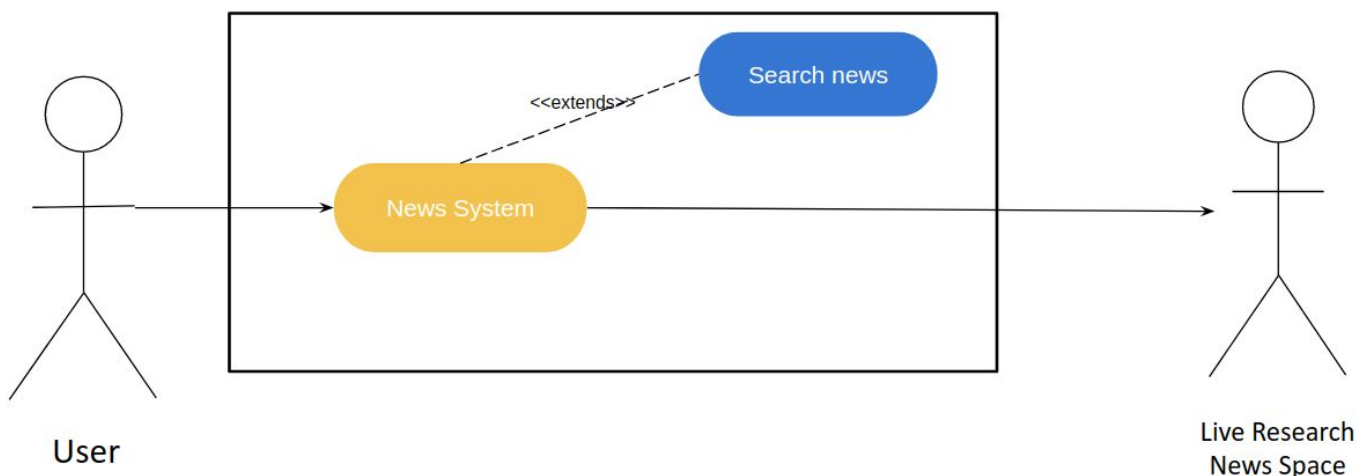 Search news
<<extends>>
News System
User
Live Research
News Space